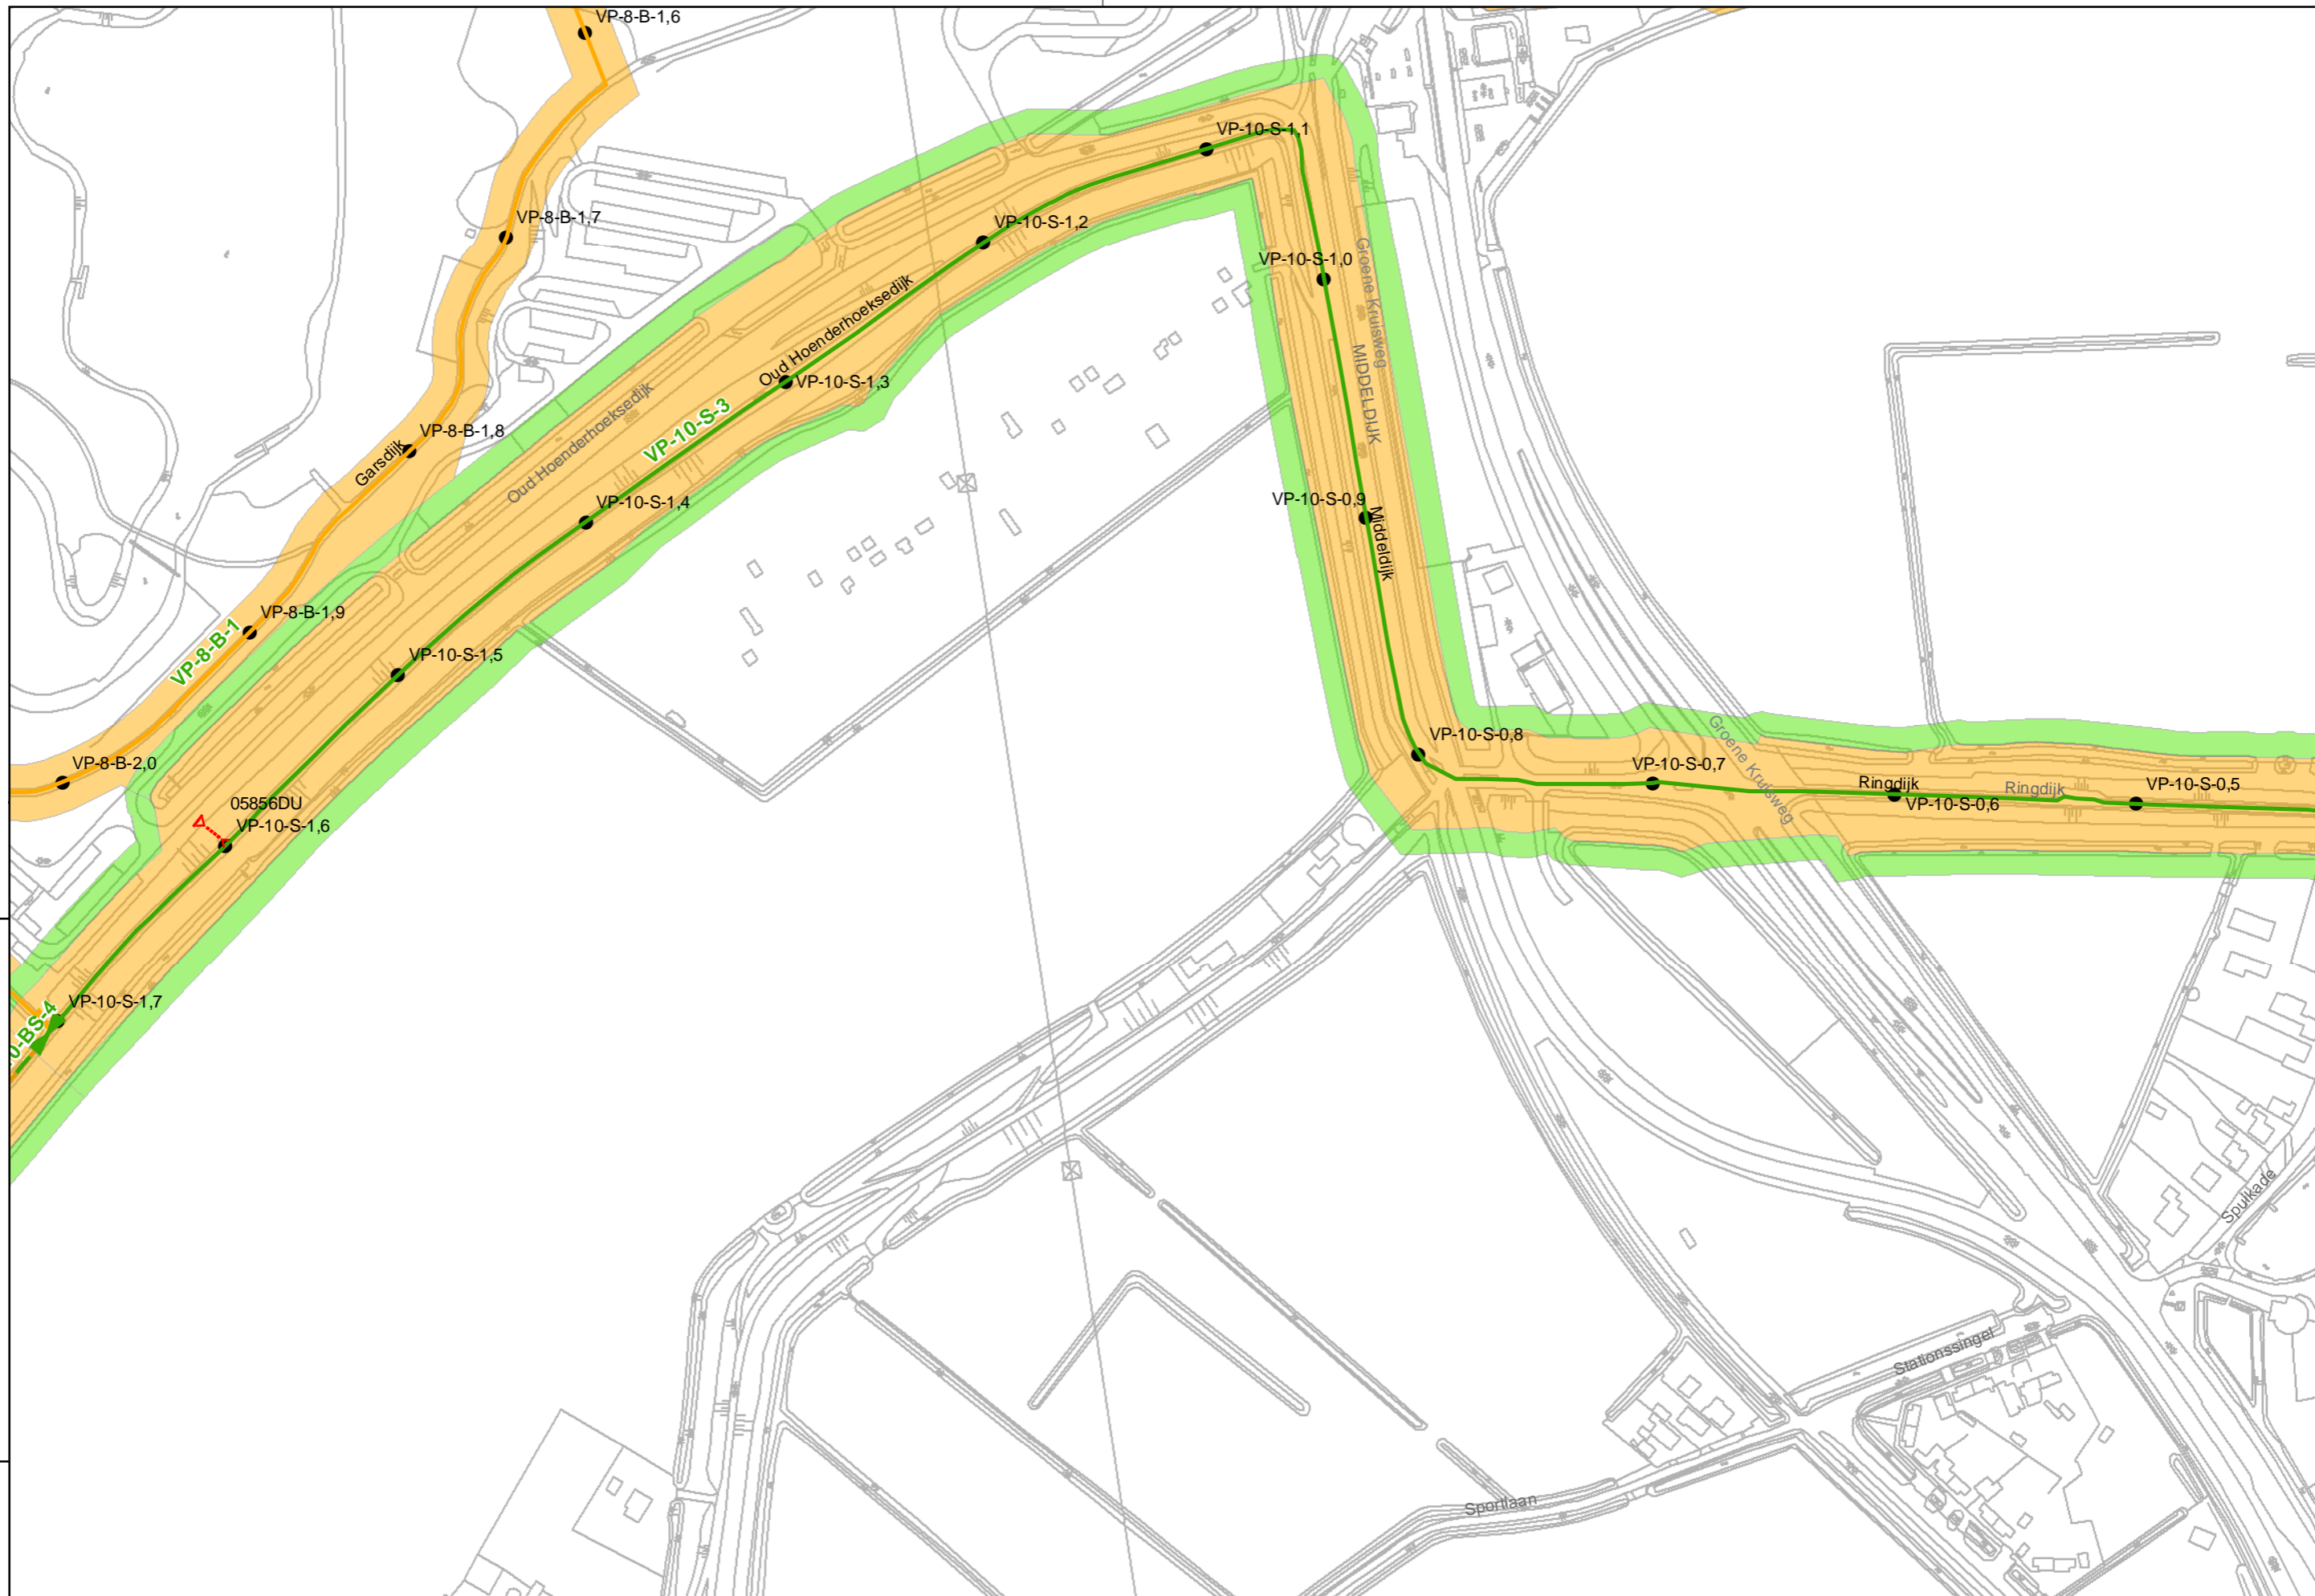 VP-8-B-1,6
VP-10-S-1,1
VP-8-B-1,7
VP-10-S-1,2
VP-10-S-1,0
Groene Kruisweg
Oud Hoenderhoeksedijk
VP-10-S-1,3
MIDDELDIJK
Oud Hoenderhoeksedijk
VP-10-S-3
VP-8-B-1,8
Garsdijk
VP-10-S-1,4
VP-10-S-0,9
Middeldijk
VP-8-B-1,9
VP-8-B-1
VP-10-S-1,5
VP-10-S-0,8
Groene Kruisweg
VP-8-B-2,0
VP-10-S-0,7
Ringdijk
Ringdijk
VP-10-S-0,5
VP-10-S-0,6
05856DU
VP-10-S-1,6
VP-10-S-1,7
0-BS-4
Spuikade
Stationssingel
Sportlaan